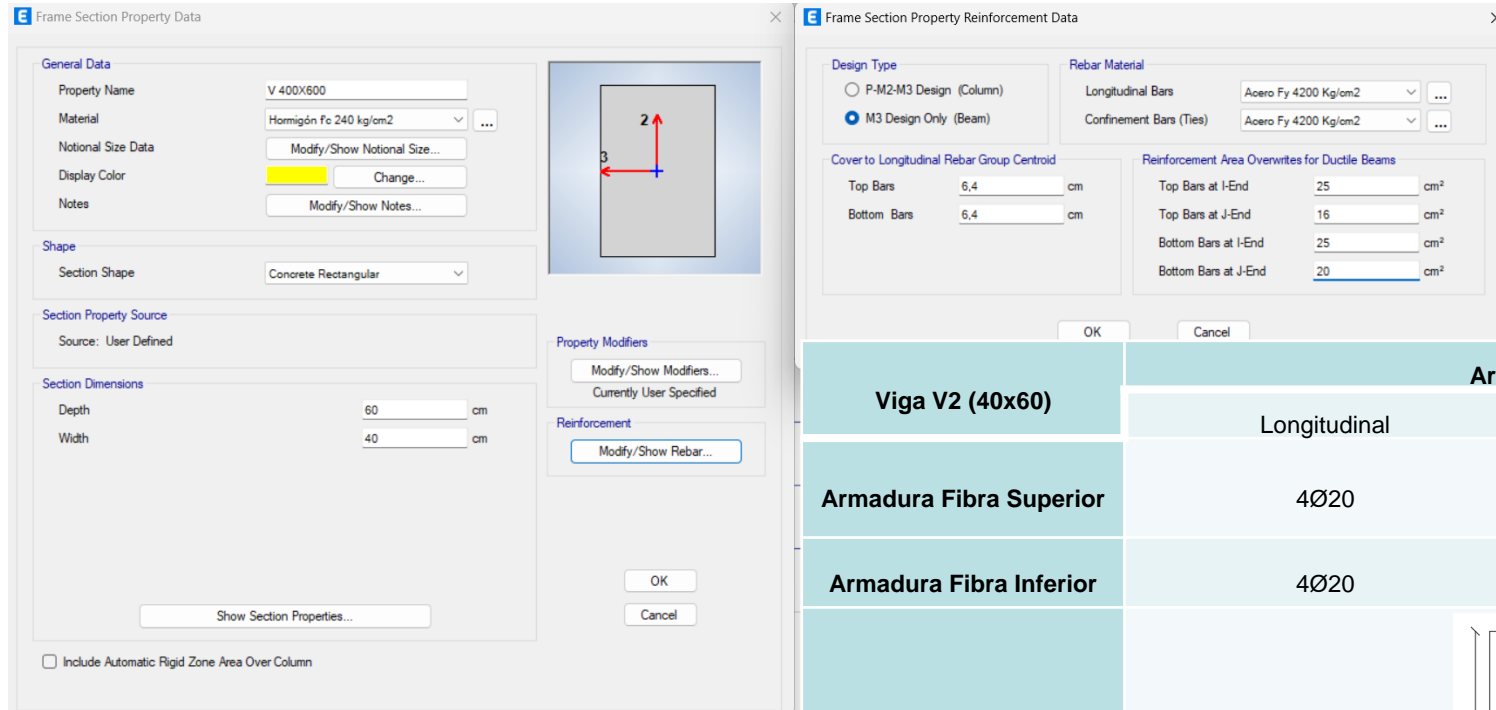 E Frame Section Property Data
General Data
Property Name V 400X600
Material Hormigón f'c 240 kg/cm2 ...
Notional Size Data Modify/Show Notional Size...
Display Color Change...
Notes Modify/Show Notes...
2
3
Shape
Section Shape Concrete Rectangular
Section Property Source
Source: User Defined
Property Modifiers
Modify/Show Modifiers...
Currently User Specified
Section Dimensions
Depth 60 cm
Width 40 cm
Reinforcement
Modify/Show Rebar...
OK
Cancel
Show Section Properties...
Include Automatic Rigid Zone Area Over Column
E Frame Section Property Reinforcement Data
Design Type
P-M2-M3 Design (Column)
M3 Design Only (Beam)
Rebar Material
Longitudinal Bars Acero Fy 4200 Kg/cm2 ...
Confinement Bars (Ties) Acero Fy 4200 Kg/cm2 ...
Cover to Longitudinal Rebar Group Centroid
Top Bars 6,4 cm
Bottom Bars 6,4 cm
Reinforcement Area Overwrites for Ductile Beams
Top Bars at I-End 25 cm²
Top Bars at J-End 16 cm²
Bottom Bars at I-End 25 cm²
Bottom Bars at J-End 20 cm²
OK Cancel
Viga V2 (40x60)
Ar
Longitudinal
Armadura Fibra Superior 4Ø20
Armadura Fibra Inferior 4Ø20